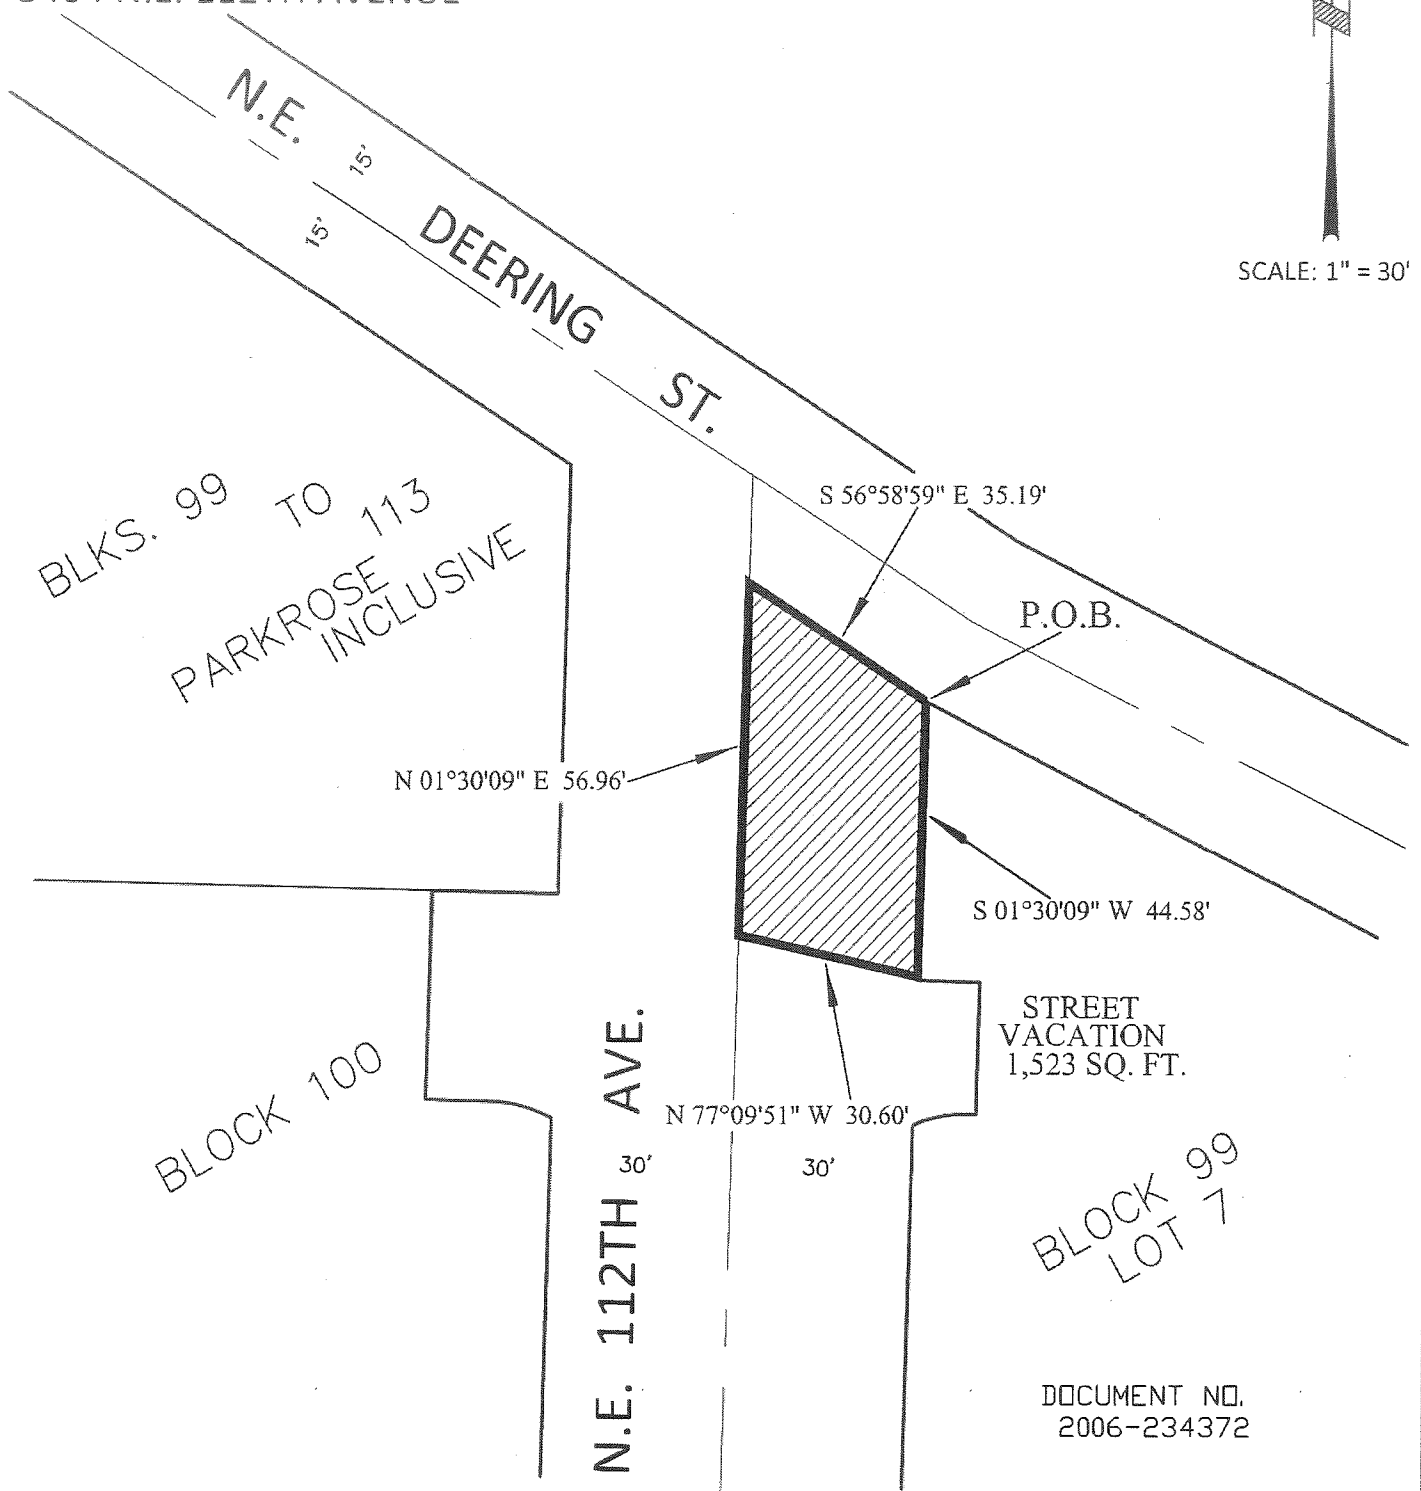 N.E. DEERING ST.
15'
15'
SCALE: 1" = 30'
BLKS. 99 TO 113
PARKROSE
INCLUSIVE
S 56°58'59" E 35.19'
P.O.B.
N 01°30'09" E 56.96'
S 01°30'09" W 44.58'
STREET
VACATION
1,523 SQ. FT.
N 77°09'51" W 30.60'
BLOCK 100
30'
30'
N.E. 112TH AVE.
BLOCK 99
LOT 7
DOCUMENT NO.
2006-234372